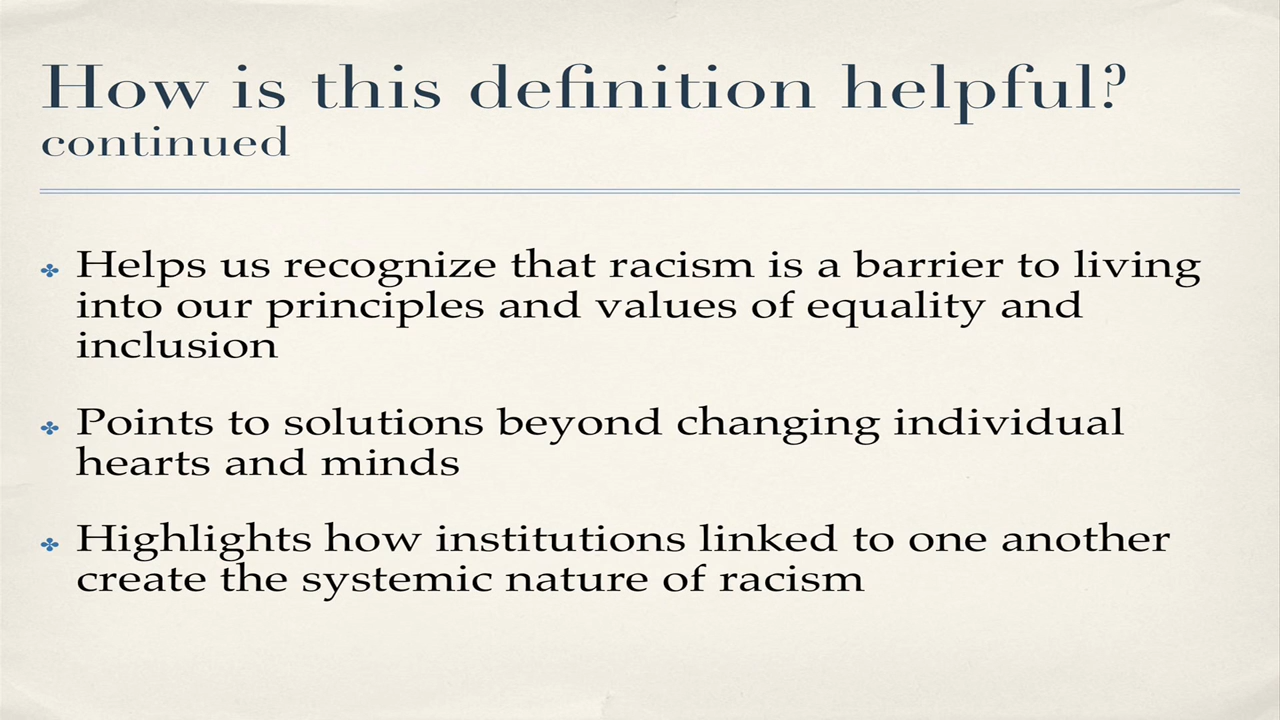 How is this definition helpful?
continued
Helps us recognize that racism is a barrier to living
into our principles and values of equality and
inclusion
Points to solutions beyond changing individual
hearts and minds
Highlights how institutions linked to one another
create the systemic nature of racism